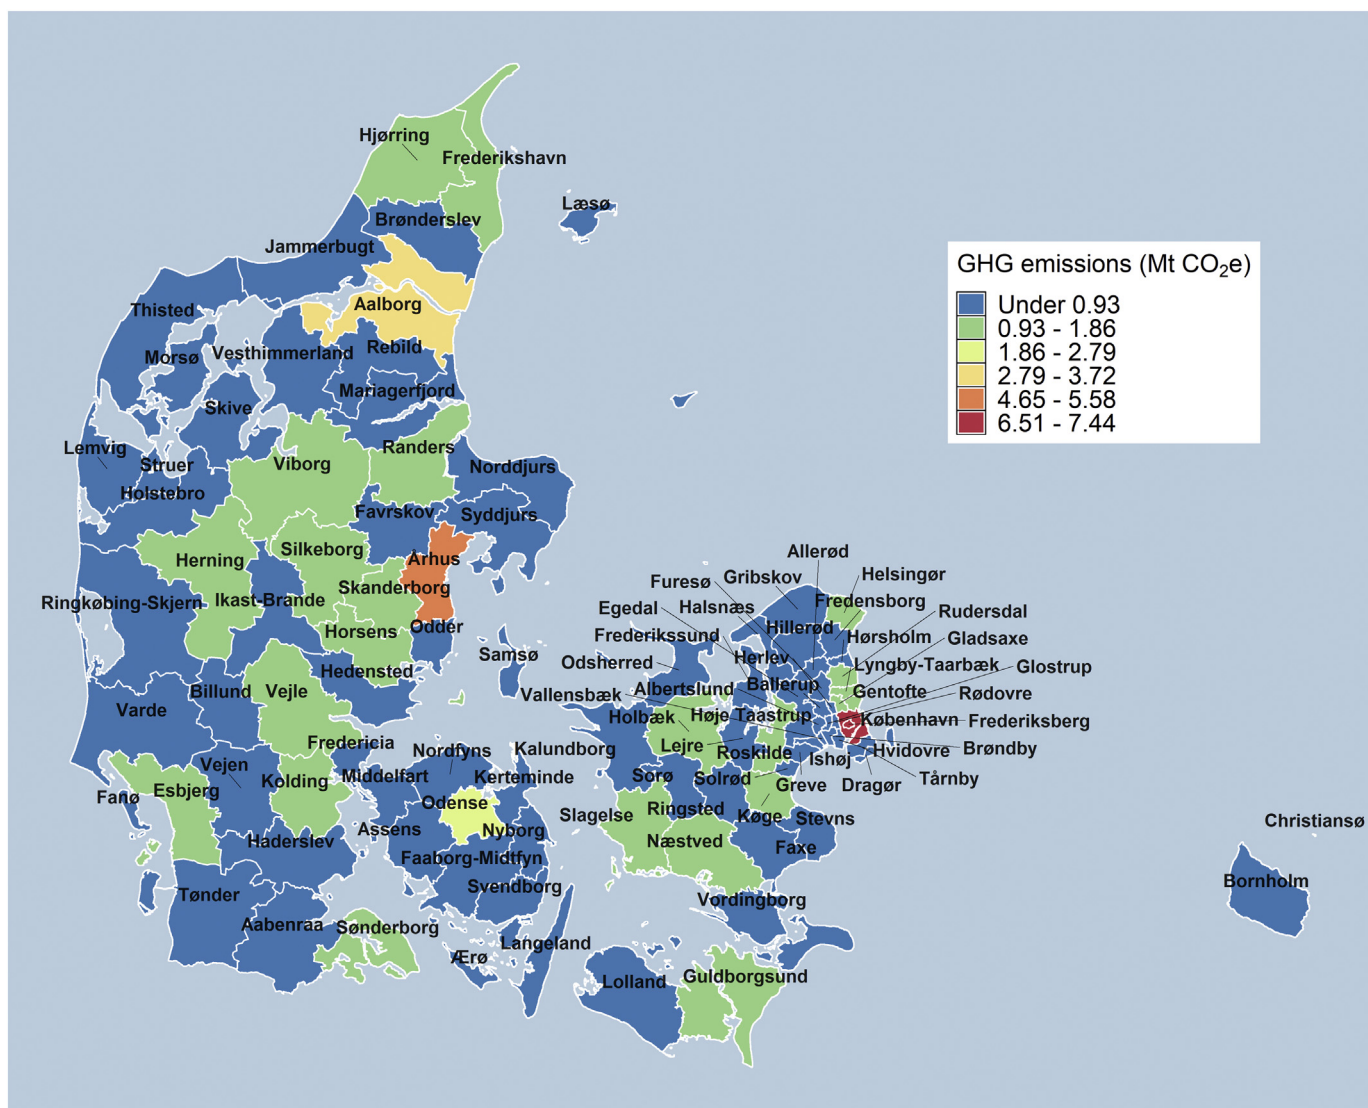 Hjørring
Frederikshavn
Læsø
Brønderslev
Jammerbugt
GHG emissions (Mt CO₂e)
Under 0.93
0.93 - 1.86
1.86 - 2.79
2.79 - 3.72
4.65 - 5.58
6.51 - 7.44
Thisted
Aalborg
Morsø
Vesthimmerland
Rebild
Mariagerfjord
Skive
Lemvig
Struer
Viborg
Randers
Norddjurs
Holstebro
Favrskov
Syddjurs
Herning
Silkeborg
Århus
Skanderborg
Ringkøbing-Skjern
Ikast-Brande
Horsens
Odder
Samsø
Hedensted
Billund
Vejle
Varde
Fredericia
Vejen
Kolding
Fanø
Esbjerg
Haderslev
Tønder
Aabenraa
Sønderborg
Nordfyns
Middelfart
Kerteminde
Odense
Assens
Nyborg
Faaborg-Midtfyn
Svendborg
Langeland
Ærø
Allerød
Furesø
Gribskov
Helsingør
Egedal
Halsnæs
Fredensborg
Rudersdal
Frederikssund
Hillerød
Hørsholm
Gladsaxe
Odsherred
Herlev
Lyngby-Taarbæk
Glostrup
Vallensbæk
Albertslund
Ballerup
Gentofte
Rødovre
Holbæk
Høje Taastrup
København
Frederiksberg
Kalundborg
Lejre
Roskilde
Ishøj
Hvidovre
Brøndby
Sorø
Solrød
Greve
Dragør
Tårnby
Slagelse
Ringsted
Køge
Stevns
Næstved
Faxe
Vordingborg
Lolland
Guldborgsund
Christiansø
Bornholm